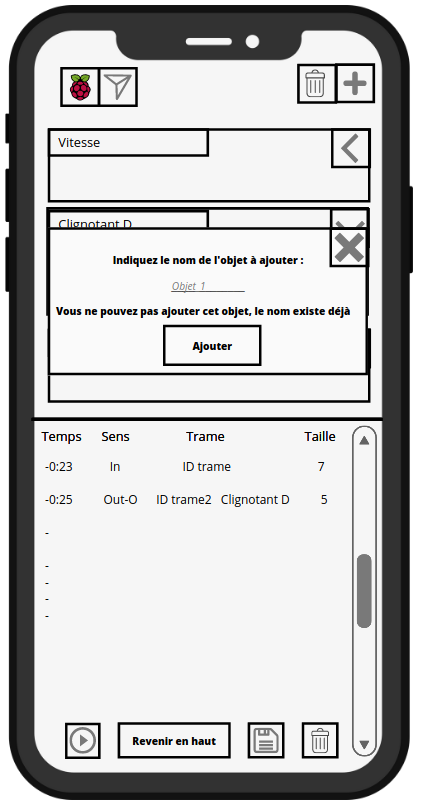 Vitesse
Clignotant D
Indiquez le nom de l'objet à ajouter :
Objet_1
Vous ne pouvez pas ajouter cet objet, le nom existe déjà
Ajouter
Temps Sens Trame Taille
-0:23 In ID trame 7
-0:25 Out-O ID trame2 Clignotant D 5
-
-
-
-
-
Revenir en haut